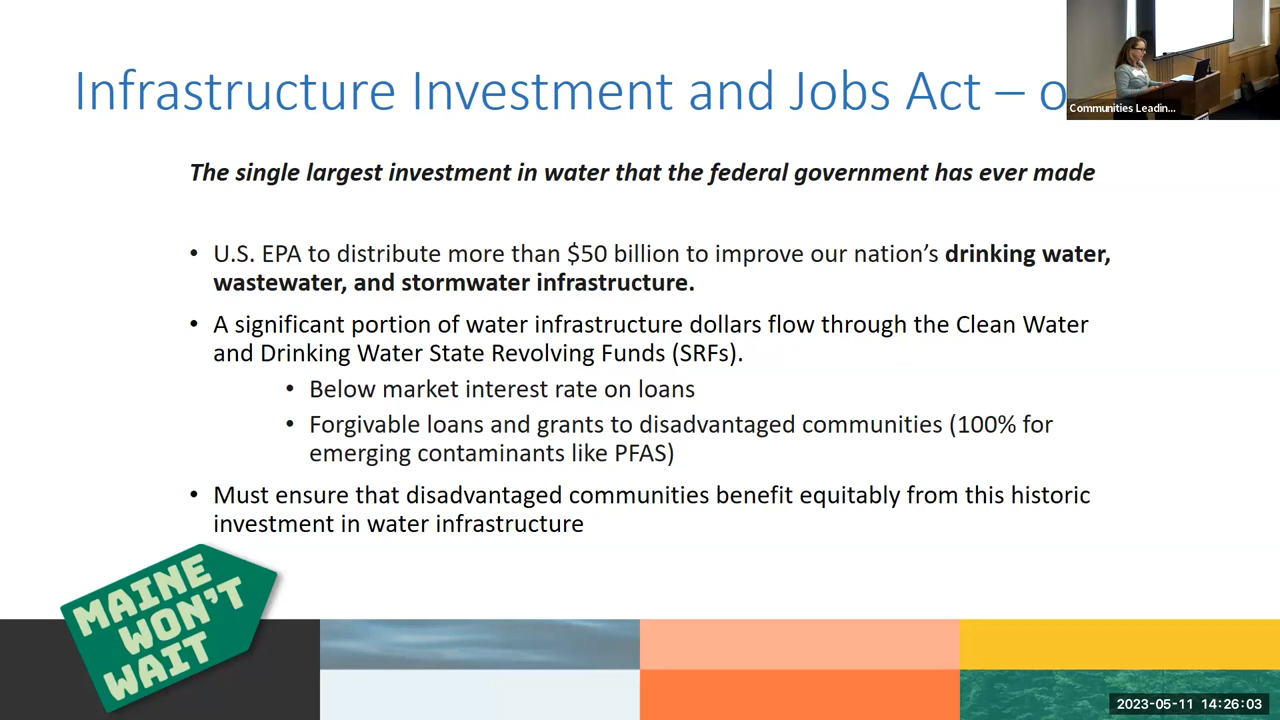 Infrastructure Investment and Jobs Act – o
Communities Leadin...
The single largest investment in water that the federal government has ever made
• U.S. EPA to distribute more than $50 billion to improve our nation’s drinking water,
wastewater, and stormwater infrastructure.
• A significant portion of water infrastructure dollars flow through the Clean Water
and Drinking Water State Revolving Funds (SRFs).
• Below market interest rate on loans
• Forgivable loans and grants to disadvantaged communities (100% for
emerging contaminants like PFAS)
• Must ensure that disadvantaged communities benefit equitably from this historic
investment in water infrastructure
MAINE
WON'T
WAIT
2023-05-11 14:26:03